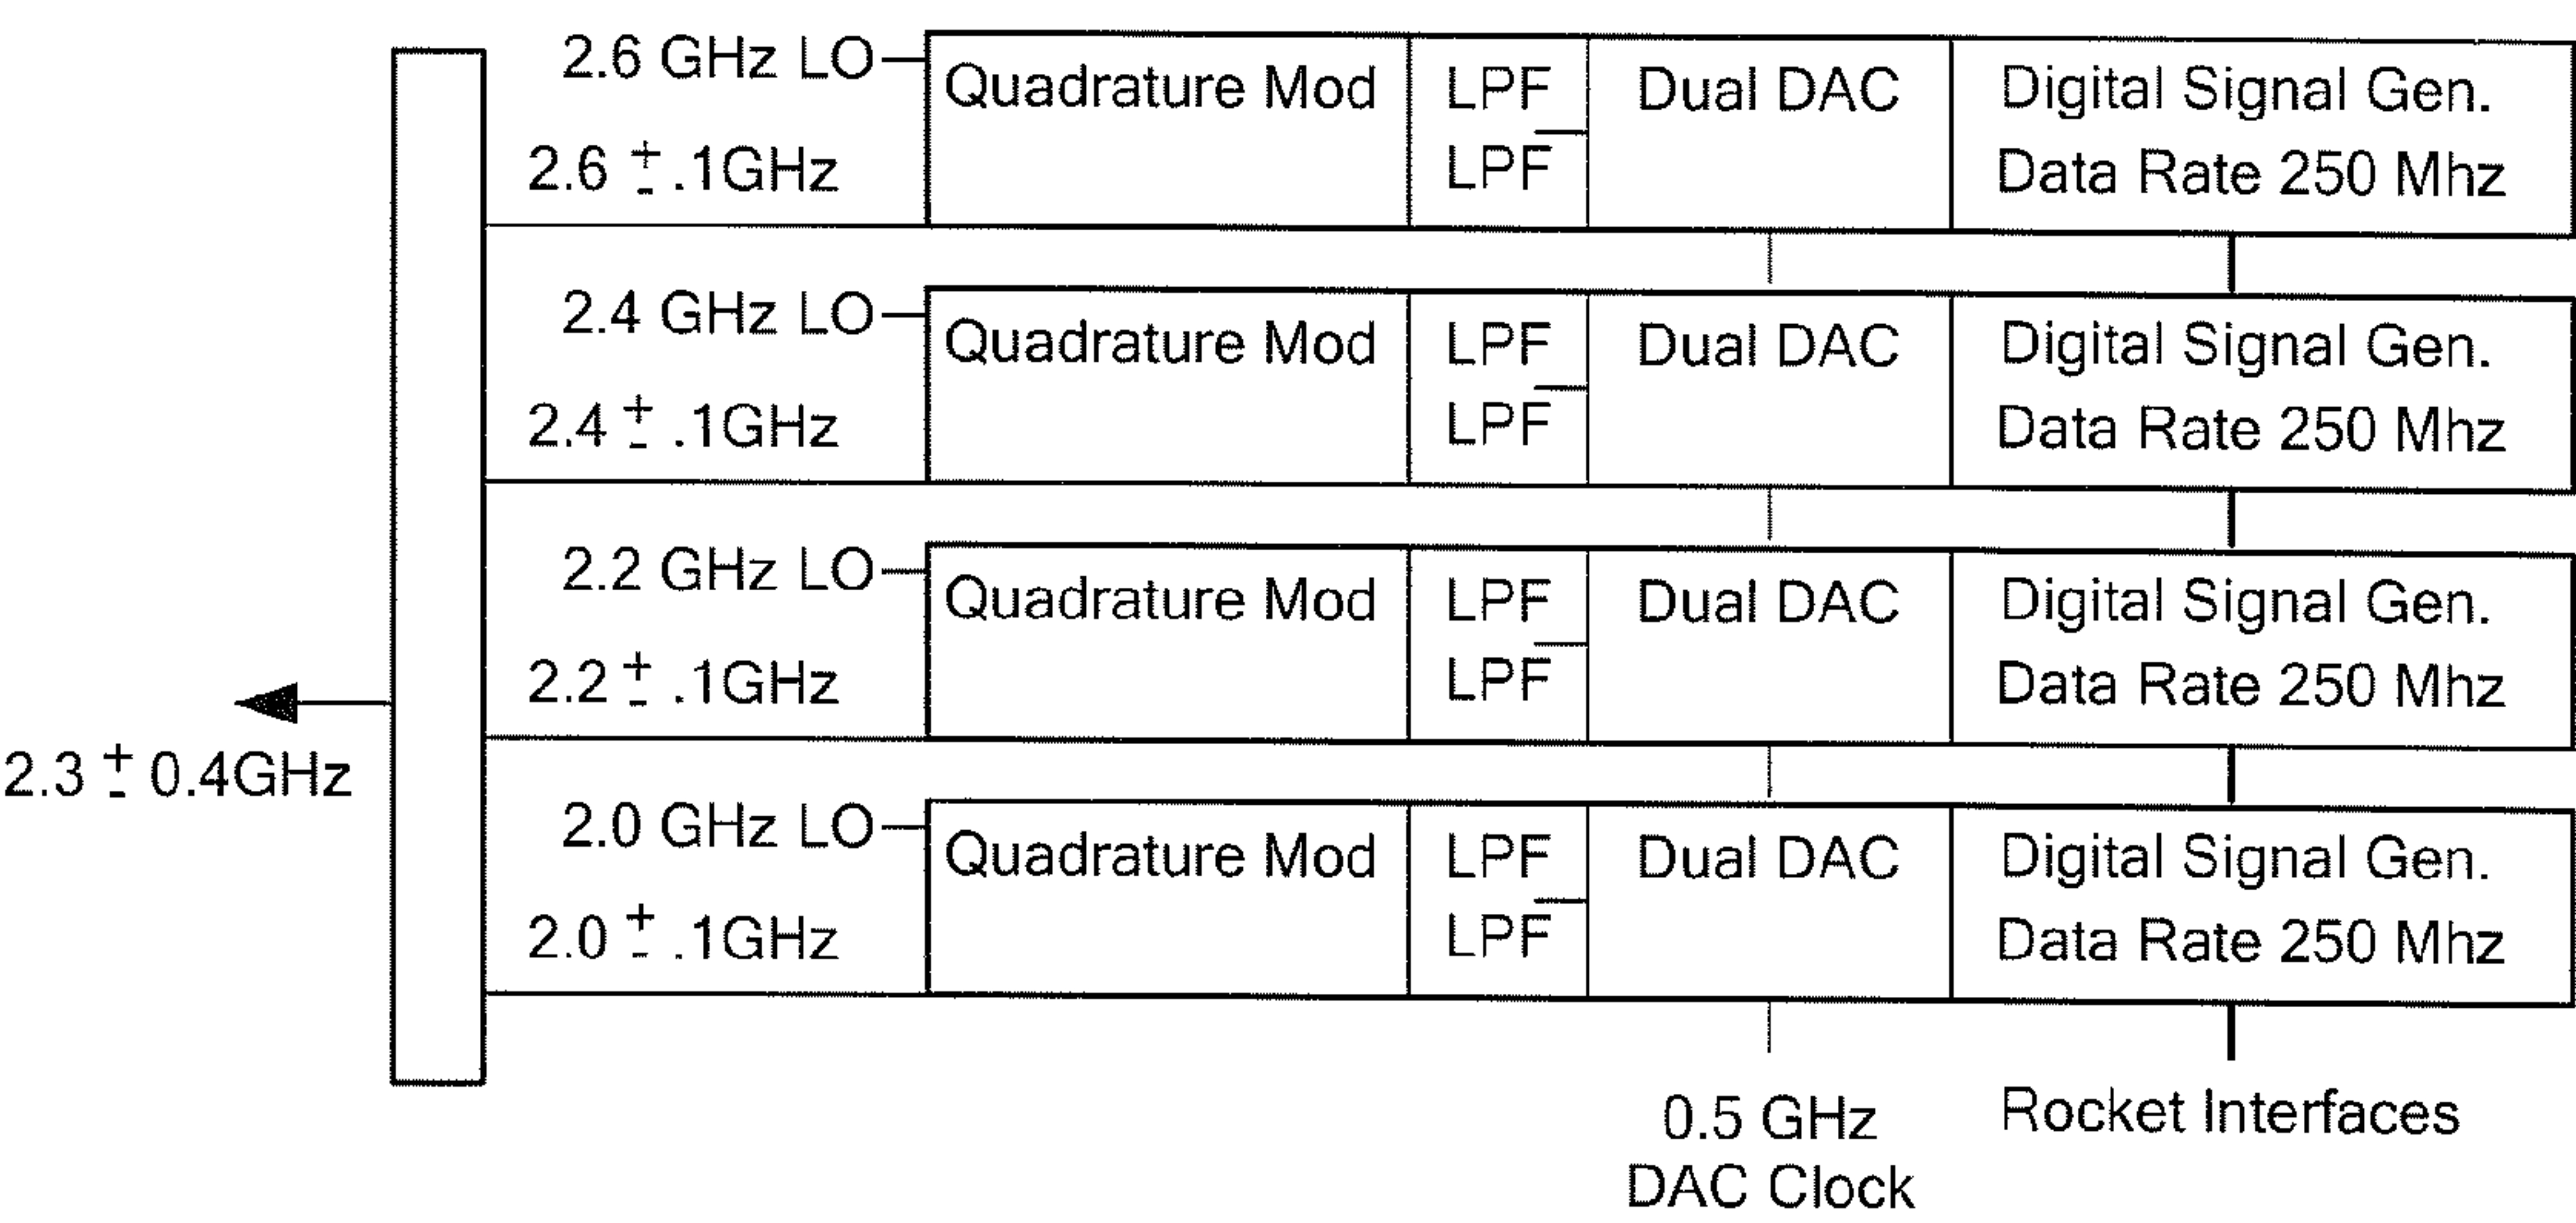 2.6 GHz LO Quadrature Mod LPF Dual DAC Digital Signal Gen.
2.6 ± .1GHz LPF Data Rate 250 Mhz
2.4 GHz LO Quadrature Mod LPF Dual DAC Digital Signal Gen.
2.4 ± .1GHz LPF Data Rate 250 Mhz
2.2 GHz LO Quadrature Mod LPF Dual DAC Digital Signal Gen.
2.2 ± .1GHz LPF Data Rate 250 Mhz
2.3 ± 0.4GHz
2.0 GHz LO Quadrature Mod LPF Dual DAC Digital Signal Gen.
2.0 ± .1GHz LPF Data Rate 250 Mhz
0.5 GHz Rocket Interfaces
DAC Clock